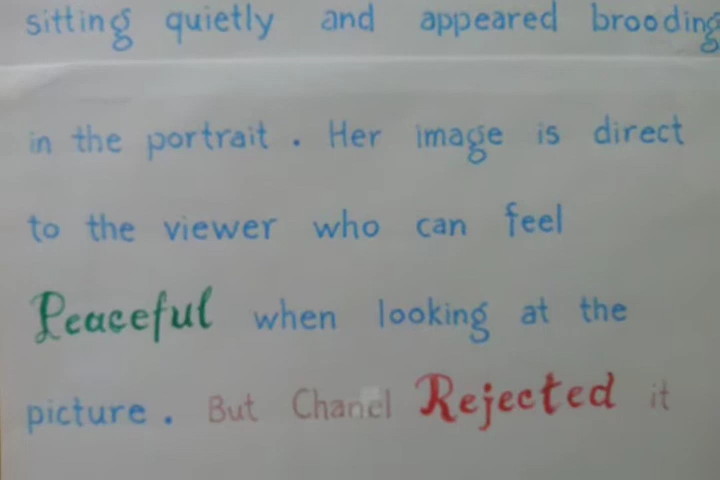 sitting quietly and appeared brooding
in the portrait. Her image is direct
to the viewer who can feel
Peaceful when looking at the
picture. But Chanel Rejected it